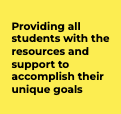 Providing all
students with the
resources and
support to
accomplish their
unique goals